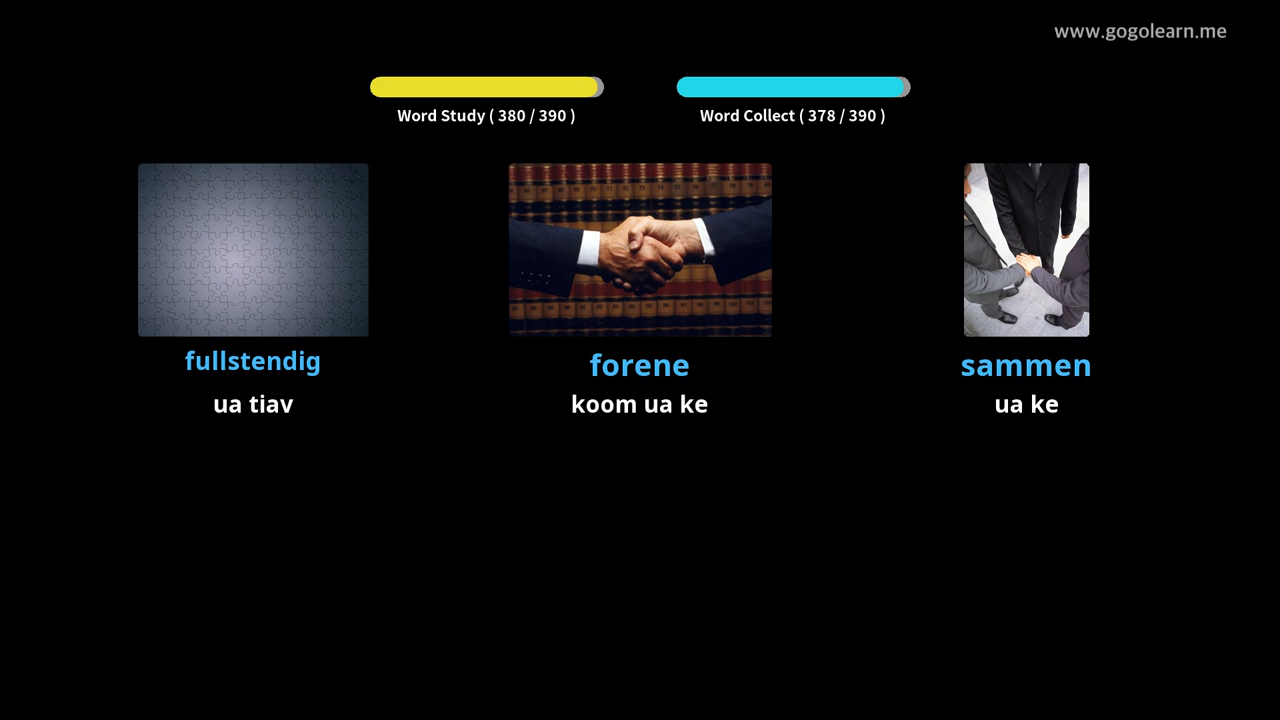 www.gogolearn.me
Word Study ( 380 / 390 )
Word Collect ( 378 / 390 )
fullstendig
ua tiav
forene
koom ua ke
sammen
ua ke